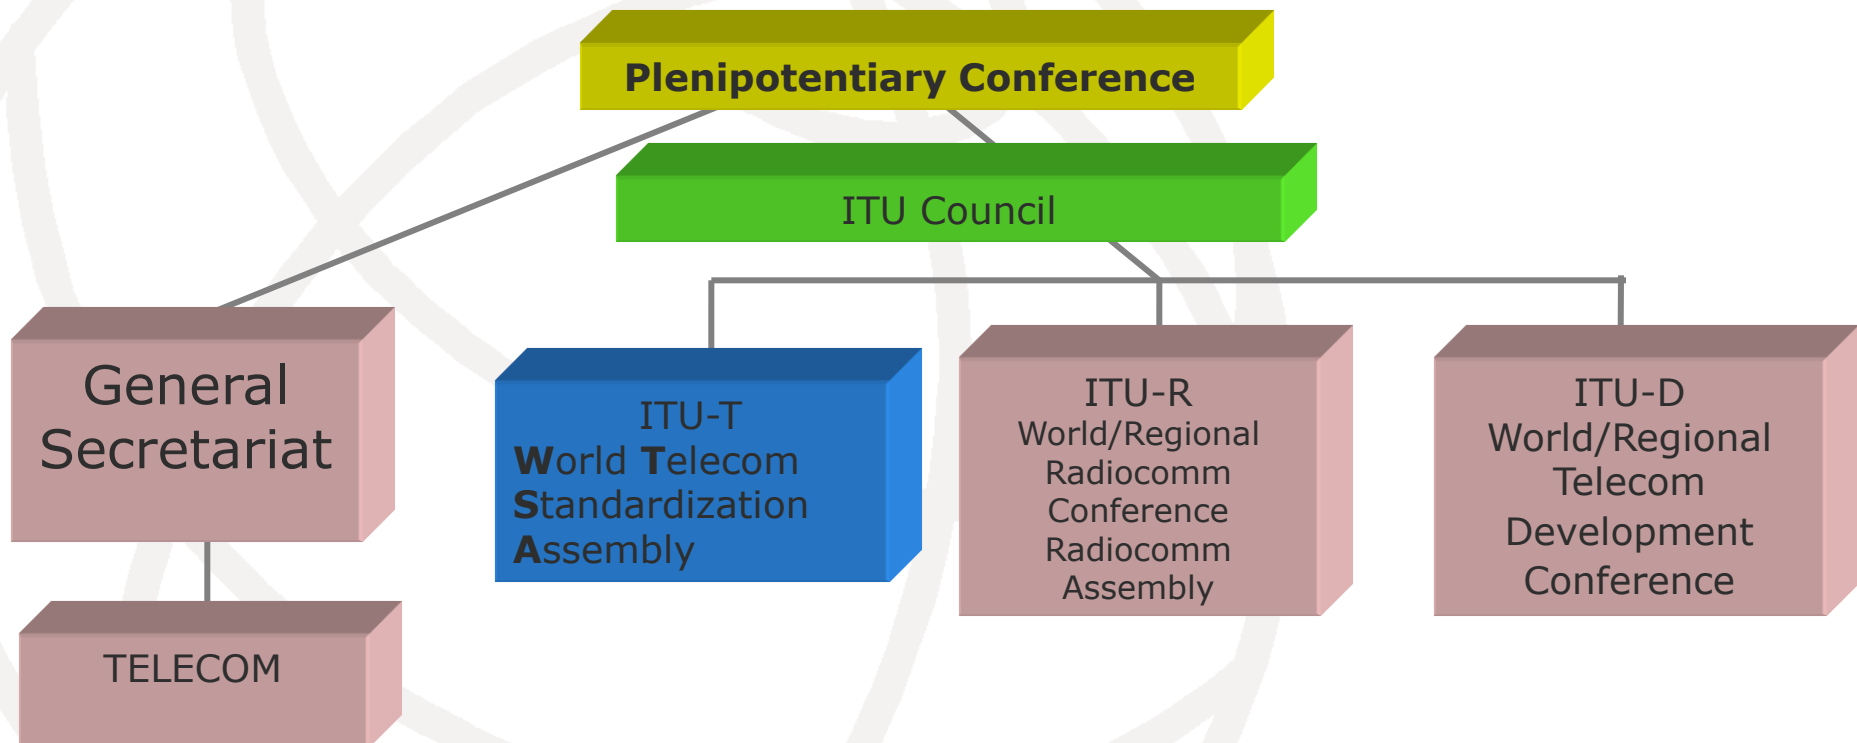 Plenipotentiary Conference
ITU Council
General
Secretariat
TELECOM
ITU-T
World Telecom
Standardization
Assembly
ITU-R
World/Regional
Radiocomm
Conference
Radiocomm
Assembly
ITU-D
World/Regional
Telecom
Development
Conference